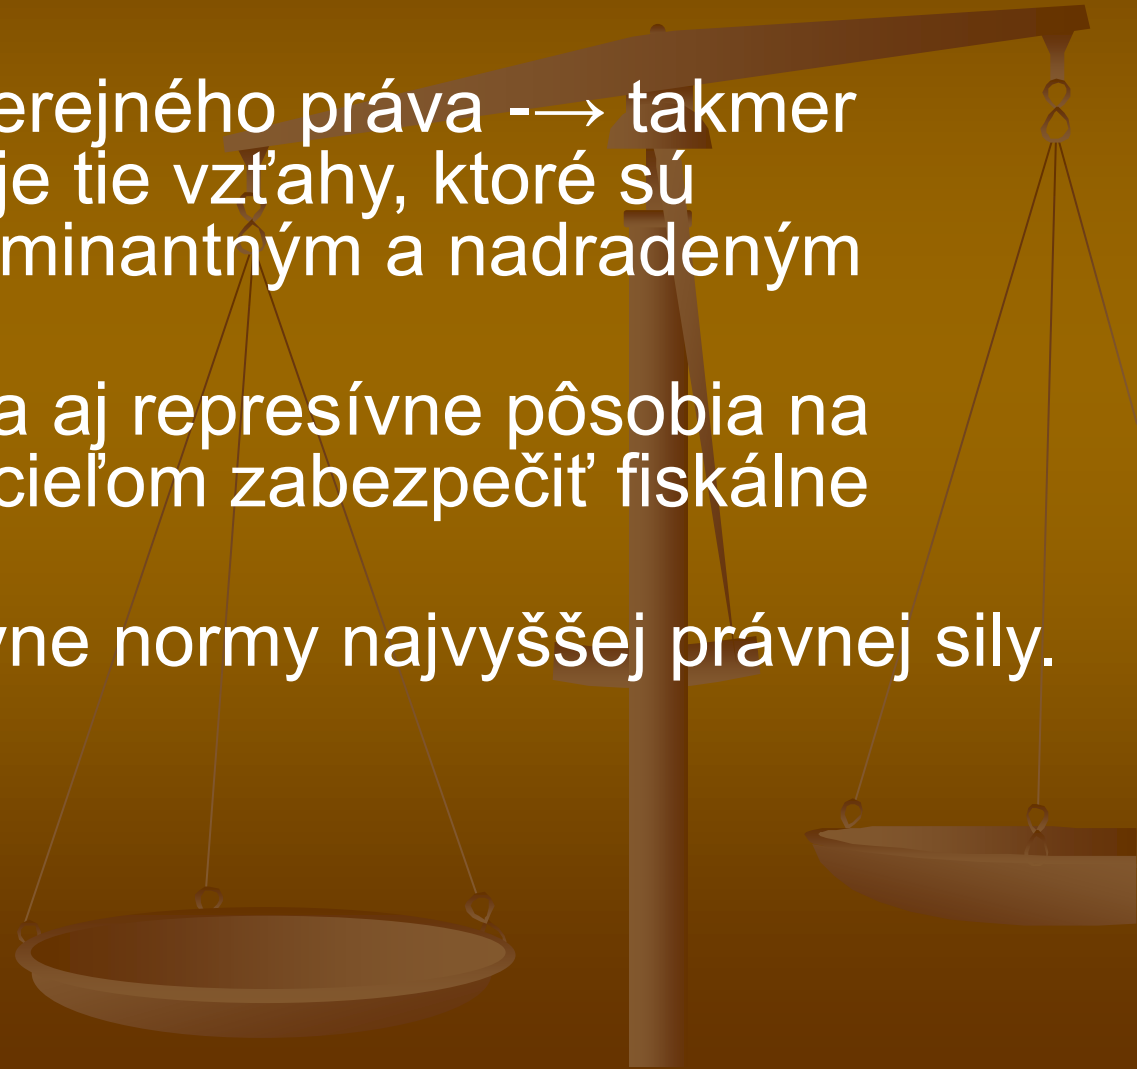 erejného práva -→ takmer
je tie vzťahy, ktoré sú
minantným a nadradeným
a aj represívne pôsobia na
cieľom zabezpečiť fiskálne
vne normy najvyššej právnej sily.